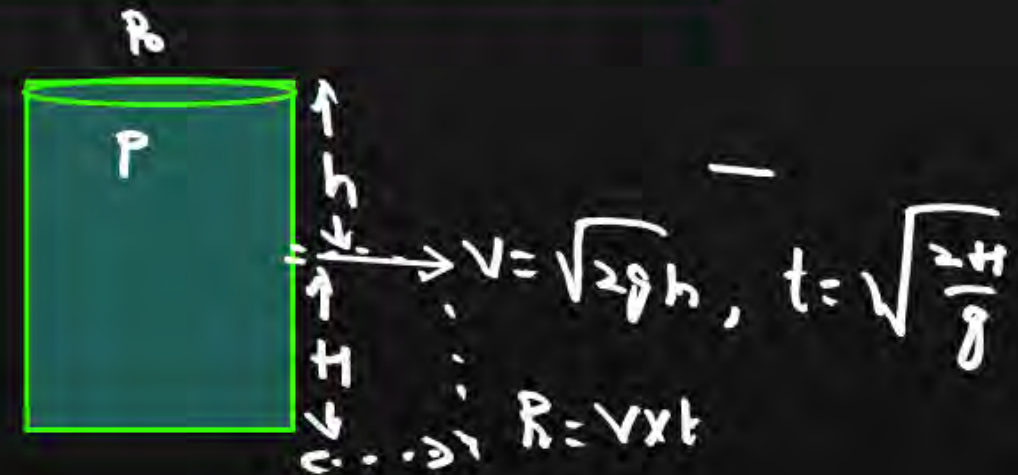 P₀
P
h
V = √2gh , t = √2H/g
H
R = V×t